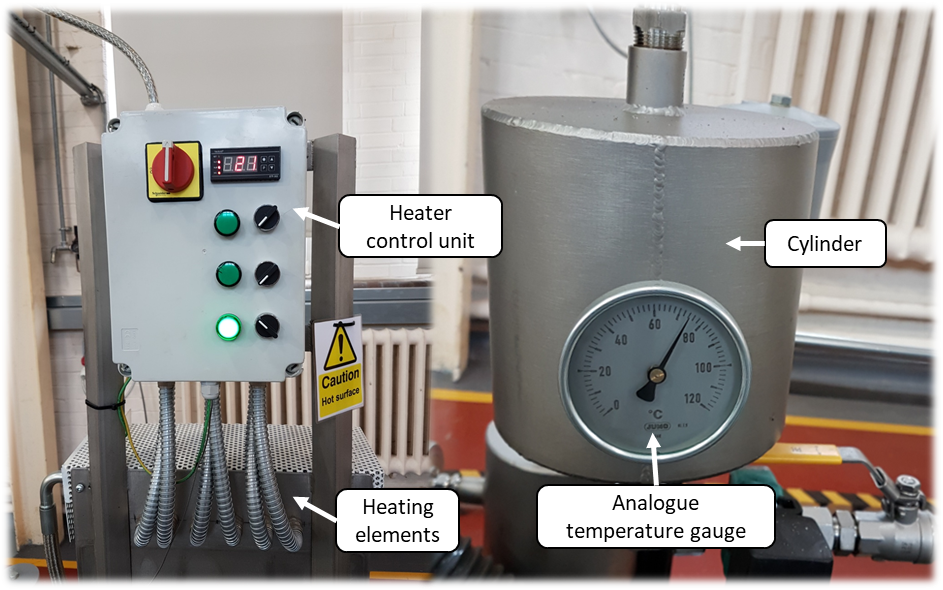 21
Heater
control unit
Caution
Hot surface
Heating
elements
Cylinder
0
20
40
60
80
100
120
°C
JUMO
Analogue
temperature gauge